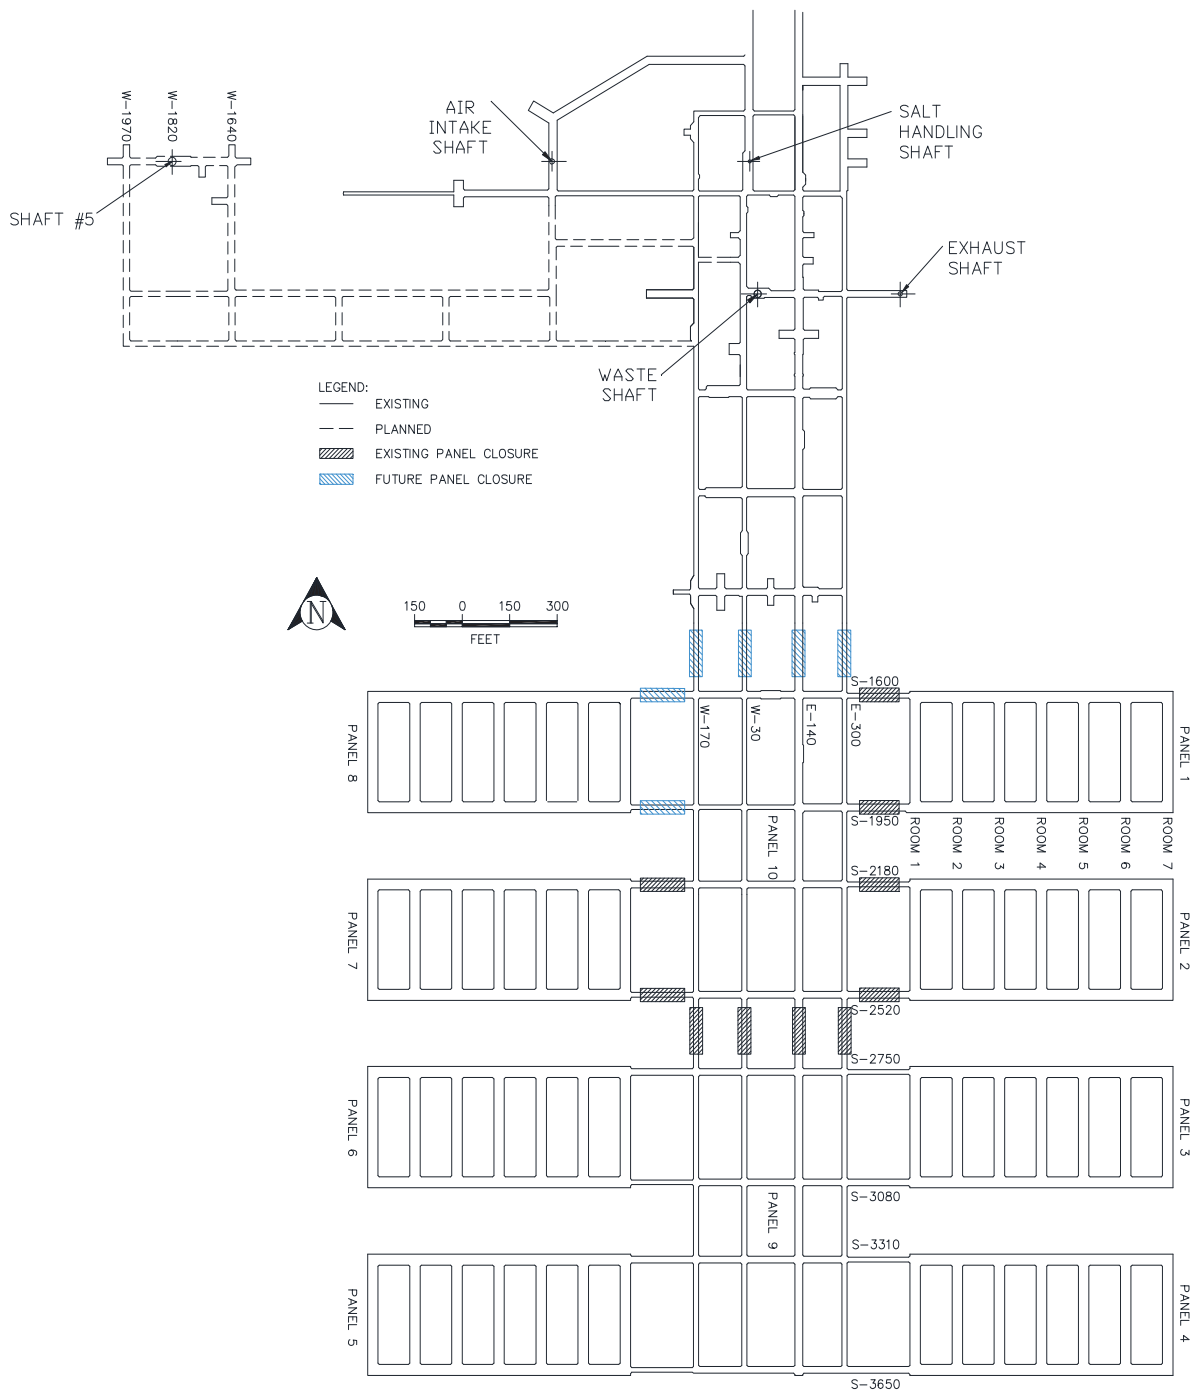 W-1970
W-1820
W-1640
AIR
INTAKE
SHAFT
SALT
HANDLING
SHAFT
SHAFT #5
EXHAUST
SHAFT
WASTE
SHAFT
LEGEND:
EXISTING
PLANNED
EXISTING PANEL CLOSURE
FUTURE PANEL CLOSURE
N
150 0 150 300
FEET
S-1600
W-170
W-30
E-140
E-300
PANEL 8
PANEL 1
S-1950
PANEL 10
ROOM 1
ROOM 2
ROOM 3
ROOM 4
ROOM 5
ROOM 6
ROOM 7
S-2180
PANEL 7
PANEL 2
S-2520
S-2750
PANEL 6
PANEL 3
S-3080
PANEL 9
S-3310
PANEL 5
PANEL 4
S-3650